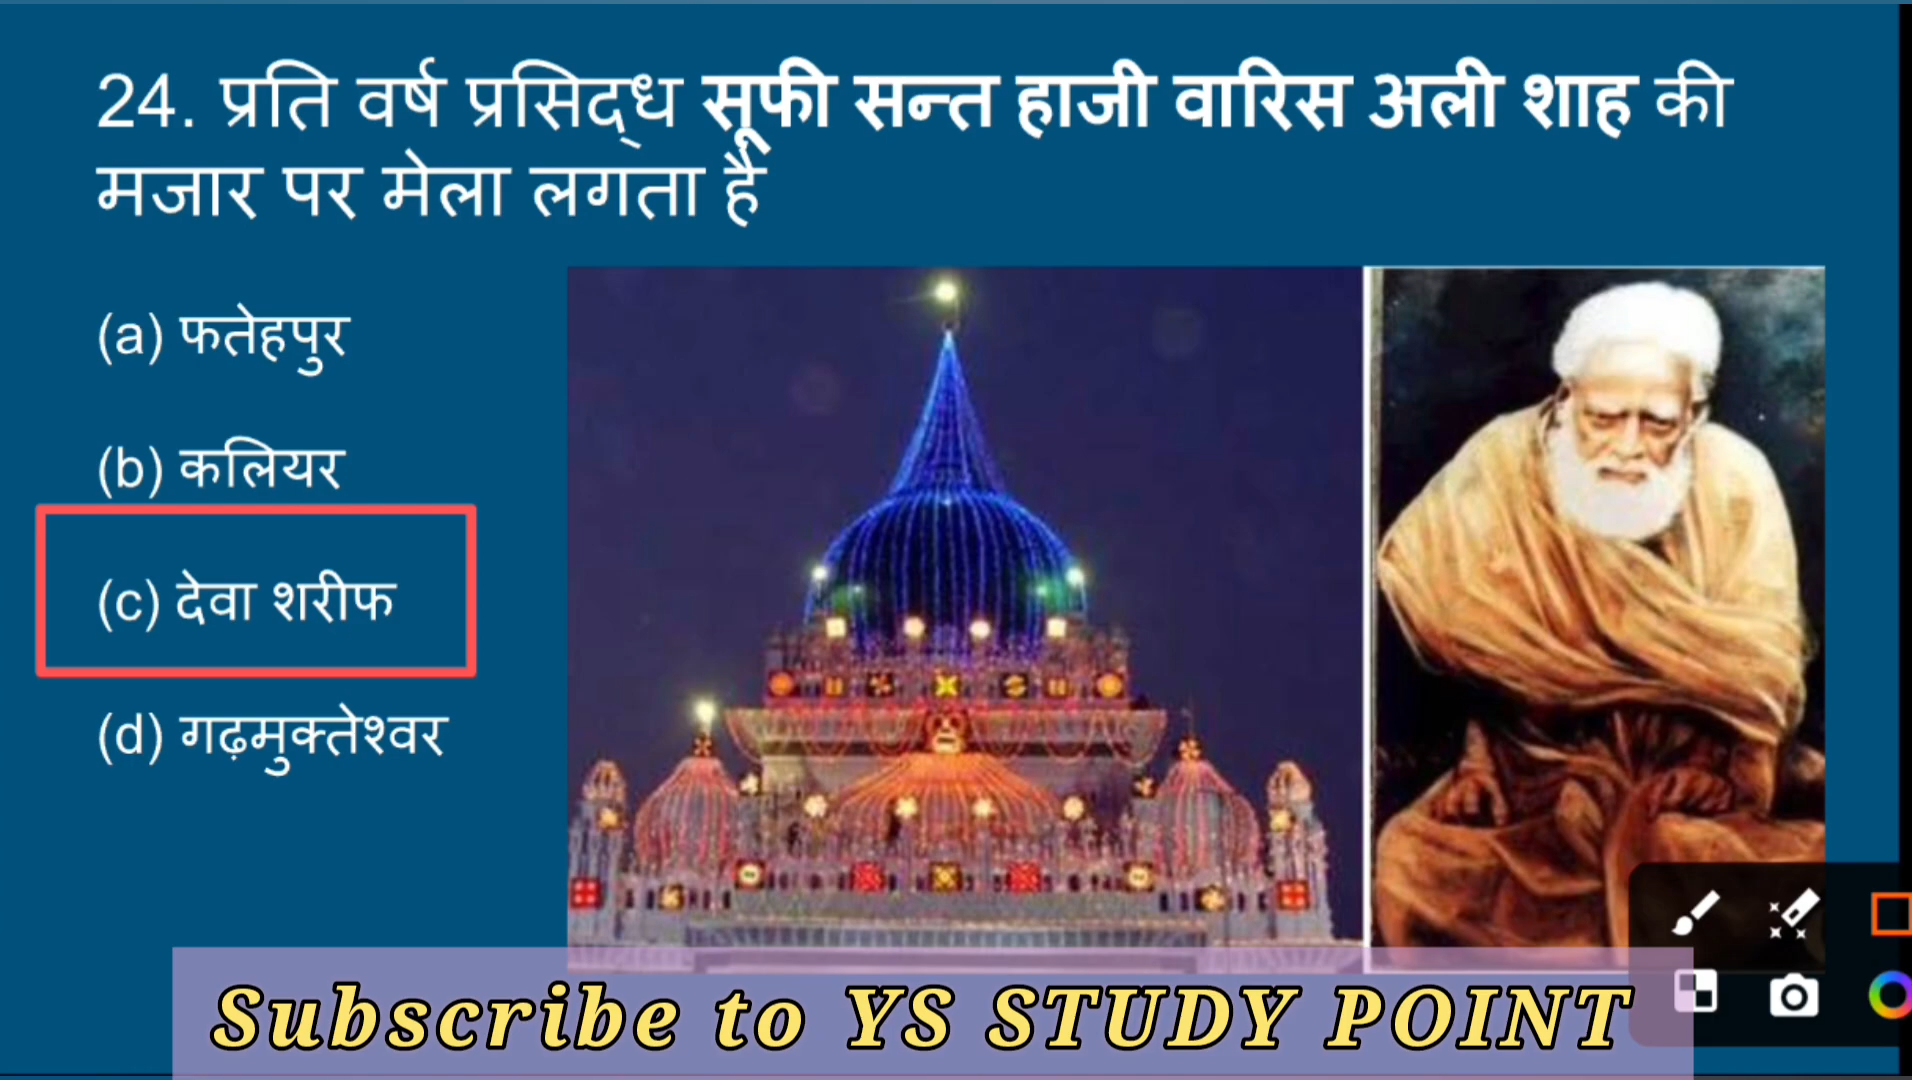 24. प्रति वर्ष प्रसिद्ध सूफी सन्त हाजी वारिस अली शाह की
मजार पर मेला लगता है
(a) फतेहपुर
(b) कलियर
(c) देवा शरीफ
(d) गढ़मुक्तेश्वर
Subscribe to YS STUDY POINT